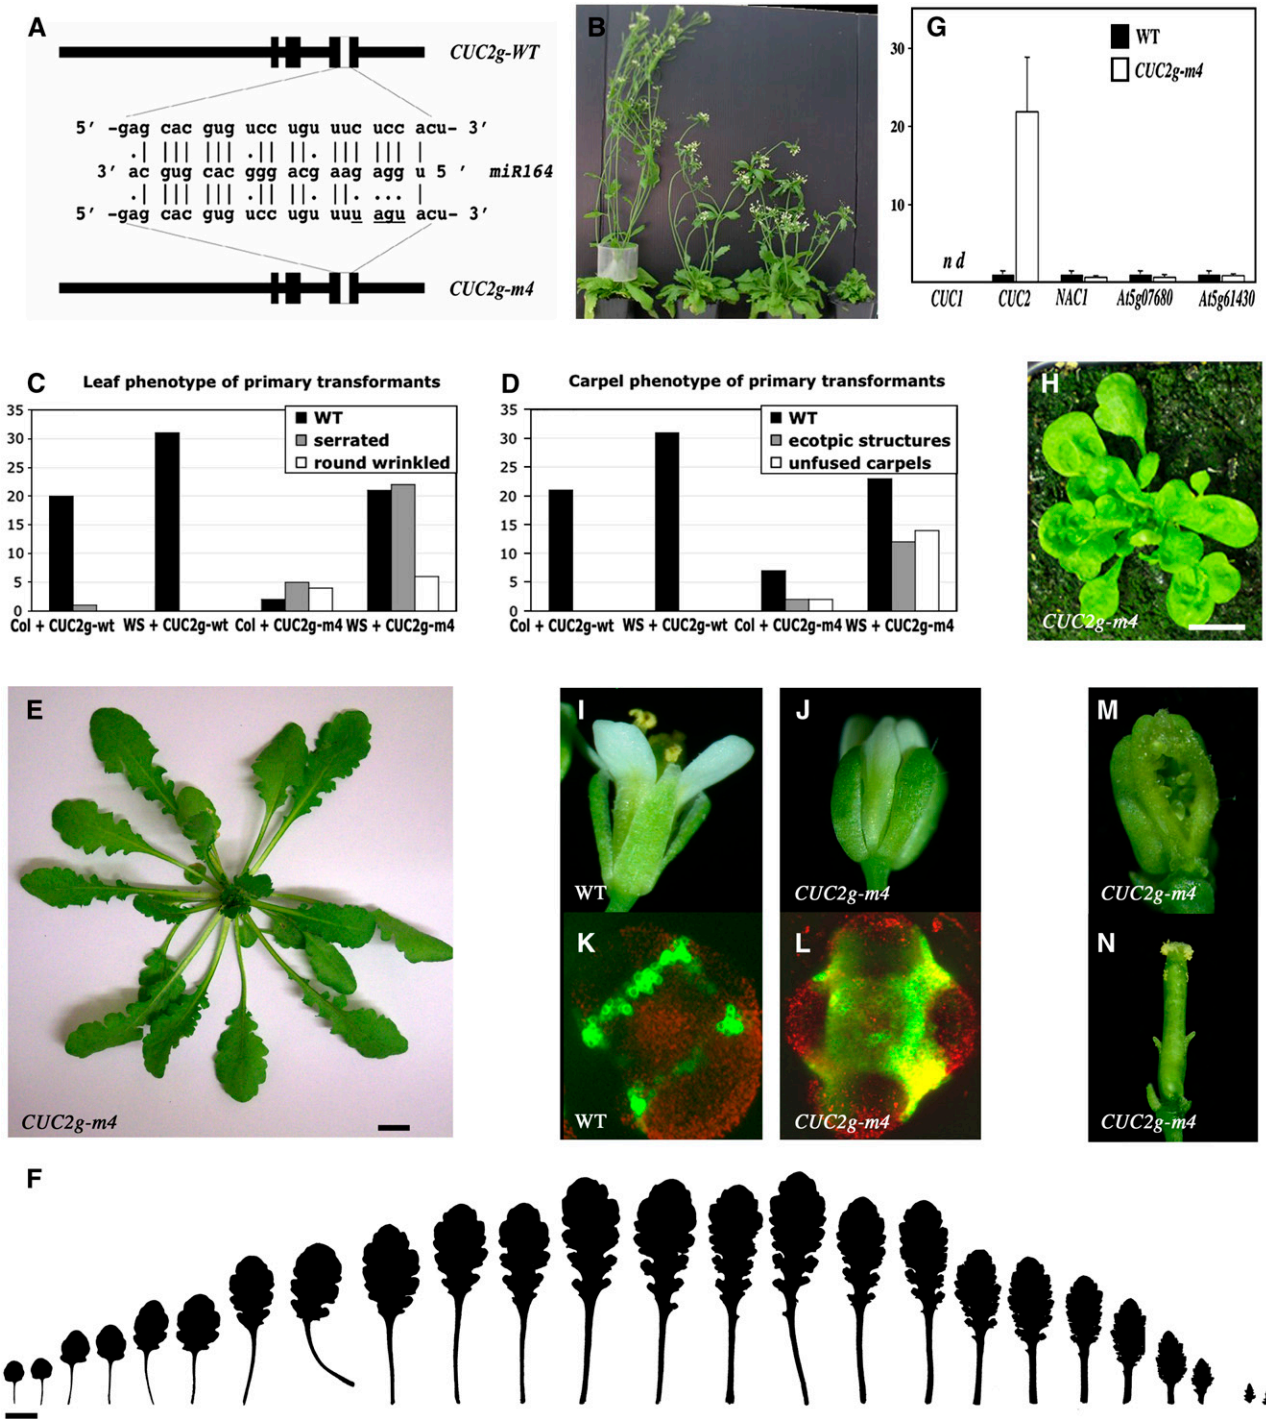 A
CUC2g-WT
5′ -gag cac gug ucc ugu uuc ucc acu- 3′
3′ ac gug cac ggg acg aag agg u 5 ′ miR164
5′ -gag cac gug ucc ugu uuu agu acu- 3′
CUC2g-m4
B
G
WT
CUC2g-m4
30
20
10
n d
CUC1 CUC2 NAC1 At5g07680 At5g61430
C Leaf phenotype of primary transformants
WT
serrated
round wrinkled
35
30
25
20
15
10
5
0
Col + CUC2g-wt WS + CUC2g-wt Col + CUC2g-m4 WS + CUC2g-m4
D Carpel phenotype of primary transformants
WT
ecotpic structures
unfused carpels
35
30
25
20
15
10
5
0
Col + CUC2g-wt WS + CUC2g-wt Col + CUC2g-m4 WS + CUC2g-m4
H
CUC2g-m4
E
CUC2g-m4
I
WT
J
CUC2g-m4
K
WT
L
CUC2g-m4
M
CUC2g-m4
N
CUC2g-m4
F